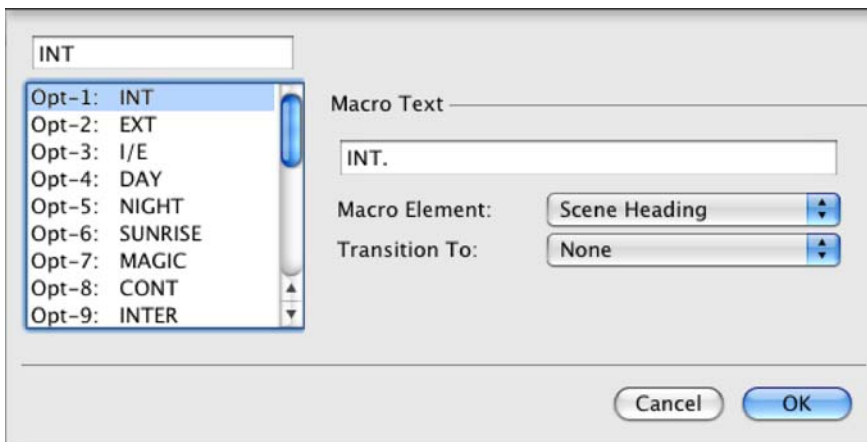 INT
Opt-1: INT
Opt-2: EXT
Opt-3: I/E
Opt-4: DAY
Opt-5: NIGHT
Opt-6: SUNRISE
Opt-7: MAGIC
Opt-8: CONT
Opt-9: INTER
Macro Text
INT.
Macro Element: Scene Heading
Transition To: None
Cancel OK